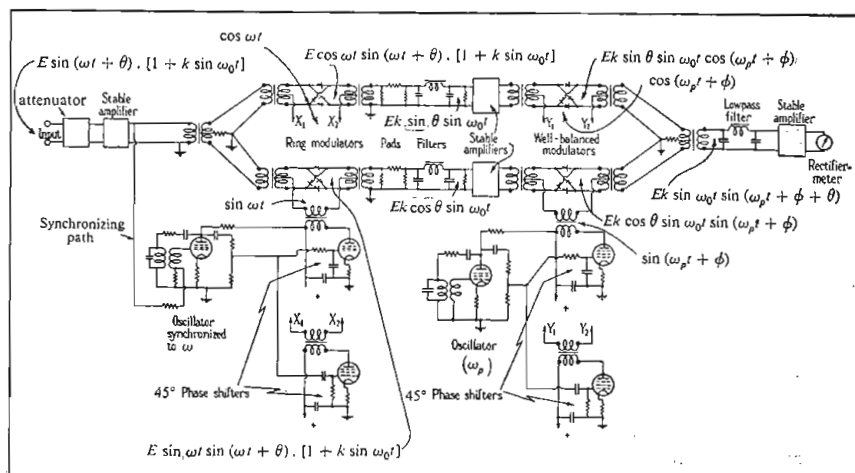 cos ωt
E sin (ωt + θ) . [1 + k sin ω₀t]
E cos ωt sin (ωt + θ) . [1 + k sin ω₀t]
Ek sin θ sin ω₀t cos (ωₚt + φ)
cos (ωₚt + φ)
attenuator
Stable
amplifier
Input
X₁
X₂
Ring modulators
Pads
Filters
Ek sin θ sin ω₀t
Stable
amplifiers
Y₁
Y₂
Well-balanced
modulators
Lowpass
filter
Stable
amplifier
Rectifier-
meter
sin ωt
Ek cos θ sin ω₀t
Ek sin ω₀t sin (ωₚt + φ + θ)
Ek cos θ sin ω₀t sin (ωₚt + φ)
sin (ωₚt + φ)
Synchronizing
path
+
+
Oscillator
synchronized
to ω
X₁
X₂
Oscillator
(ωₚ)
Y₁
Y₂
45° Phase shifters
45° Phase shifters
+
+
E sin ωt sin (ωt + θ) . [1 + k sin ω₀t]